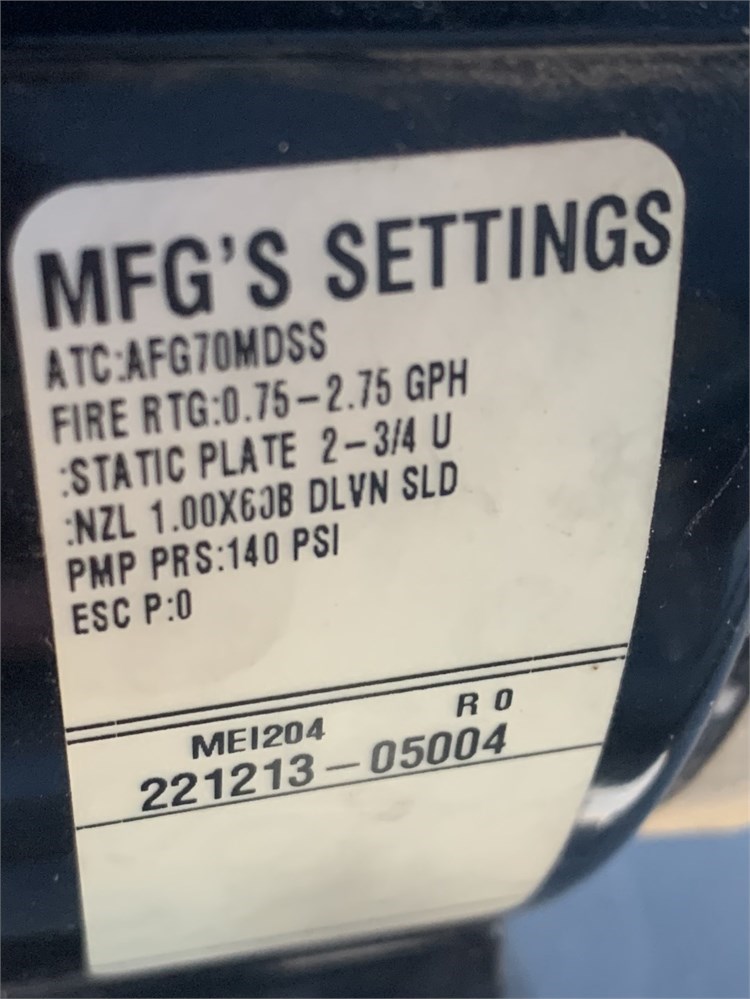 MFG'S SETTINGS
ATC:AFG70MDSS
FIRE RTG:0.75-2.75 GPH
:STATIC PLATE 2-3/4 U
:NZL 1.00X60B DLVN SLD
PMP PRS:140 PSI
ESC P:0
MEI204 R 0
221213-05004